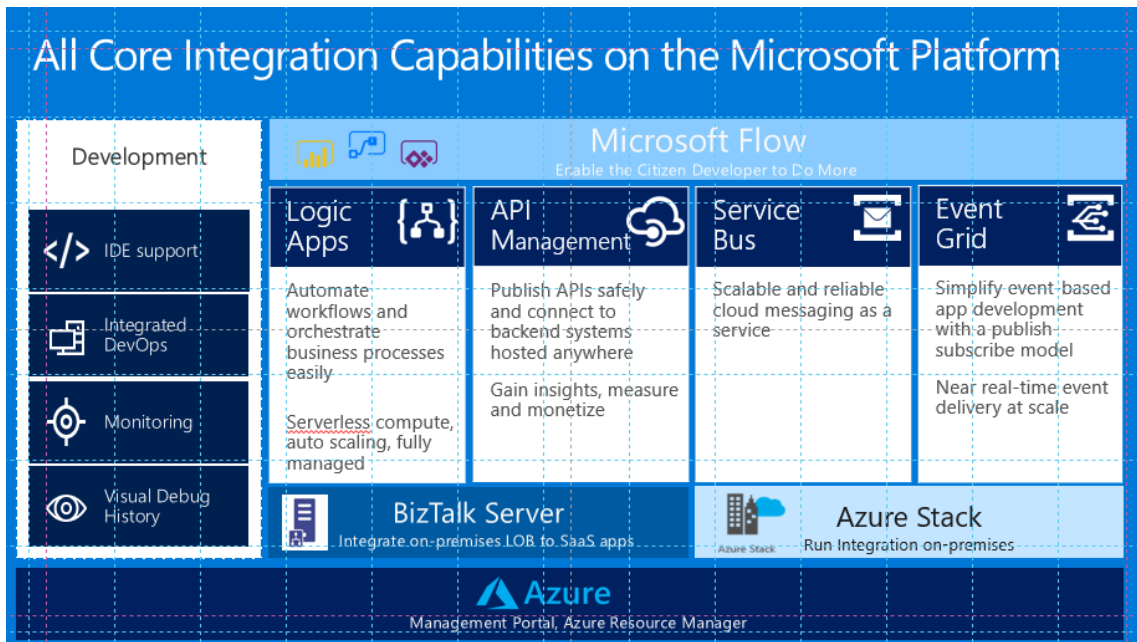 All Core Integration Capabilities on the Microsoft Platform
Development
IDE support
Integrated
DevOps
Monitoring
Visual Debug
History
Microsoft Flow
Enable the Citizen Developer to Do More
Logic
Apps
Automate
workflows and
orchestrate
business processes
easily
Serverless compute,
auto scaling, fully
managed
API
Management
Publish APIs safely
and connect to
backend systems
hosted anywhere
Gain insights, measure
and monetize
Service
Bus
Scalable and reliable
cloud messaging as a
service
Event
Grid
Simplify event-based
app development
with a publish
subscribe model
Near real-time event
delivery at scale
BizTalk Server
Integrate on-premises LOB to SaaS apps
Azure Stack
Azure Stack
Run Integration on-premises
Azure
Management Portal, Azure Resource Manager